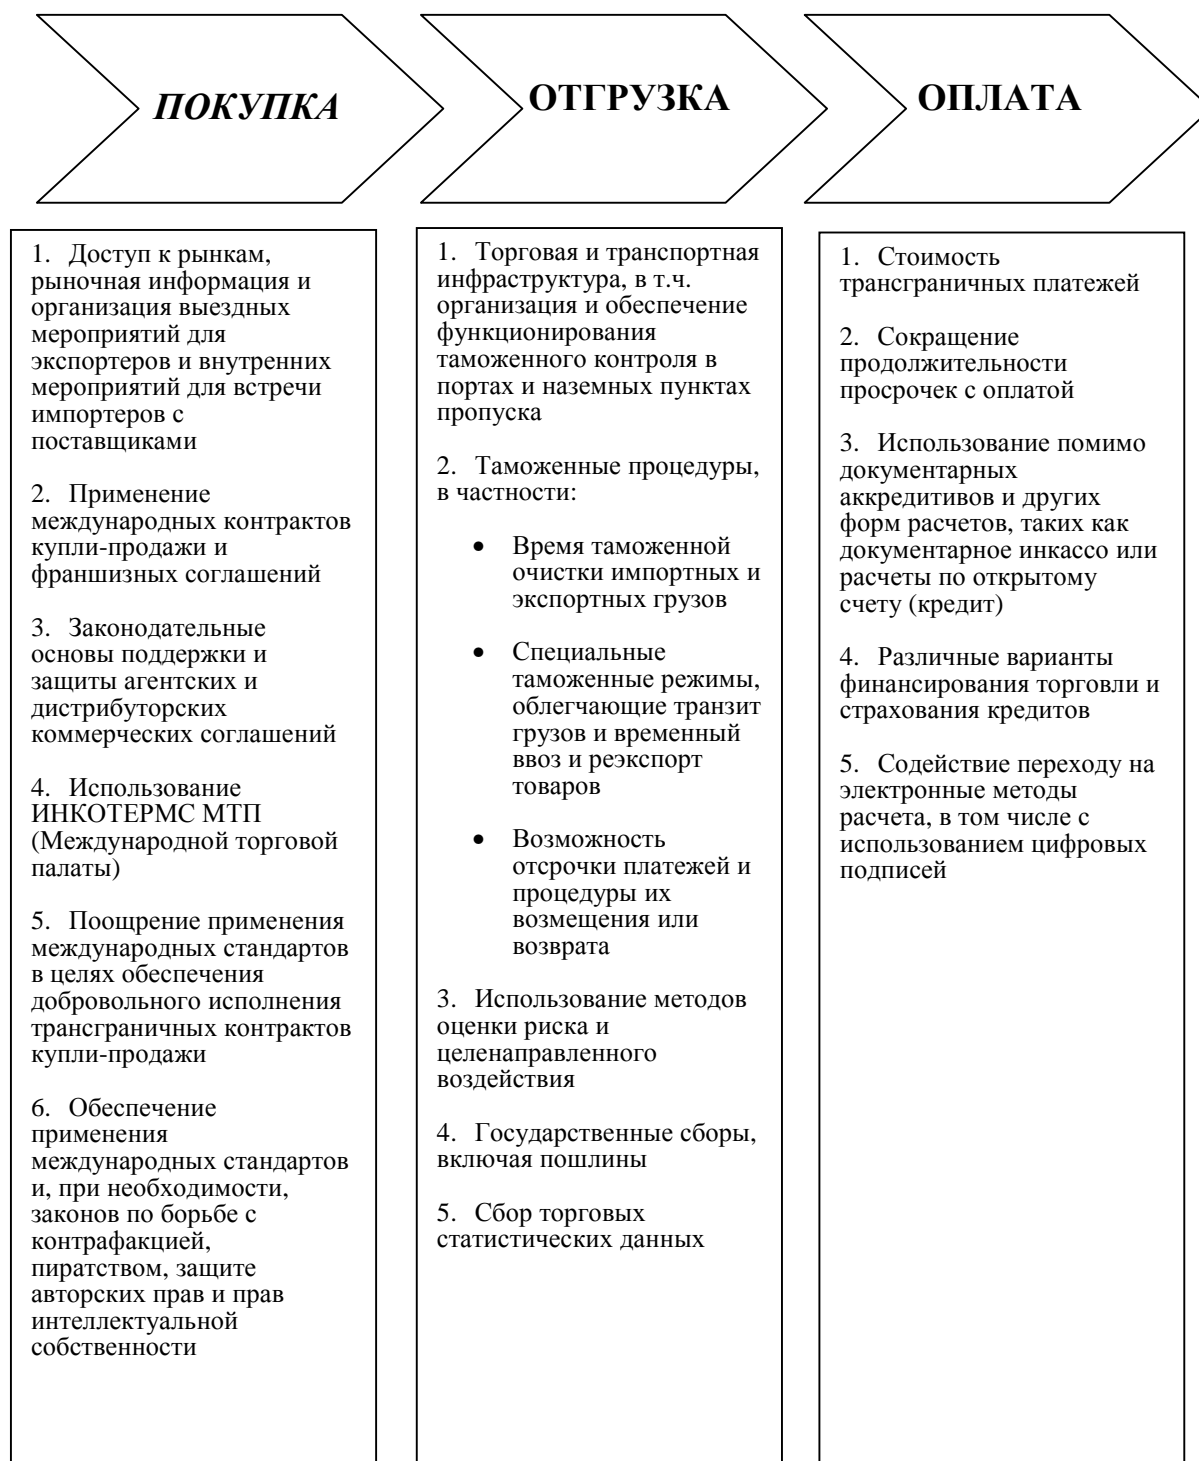 ПОКУПКА
ОТГРУЗКА
ОПЛАТА
1. Доступ к рынкам,
рыночная информация и
организация выездных
мероприятий для
экспортеров и внутренних
мероприятий для встречи
импортеров с
поставщиками
2. Применение
международных контрактов
купли-продажи и
франшизных соглашений
3. Законодательные
основы поддержки и
защиты агентских и
дистрибуторских
коммерческих соглашений
4. Использование
ИНКОТЕРМС МТП
(Международной торговой
палаты)
5. Поощрение применения
международных стандартов
в целях обеспечения
добровольного исполнения
трансграничных контрактов
купли-продажи
6. Обеспечение
применения
международных стандартов
и, при необходимости,
законов по борьбе с
контрафакцией,
пиратством, защите
авторских прав и прав
интеллектуальной
собственности
1. Торговая и транспортная
инфраструктура, в т.ч.
организация и обеспечение
функционирования
таможенного контроля в
портах и наземных пунктах
пропуска
2. Таможенные процедуры,
в частности:
• Время таможенной
очистки импортных и
экспортных грузов
• Специальные
таможенные режимы,
облегчающие транзит
грузов и временный
ввоз и реэкспорт
товаров
• Возможность
отсрочки платежей и
процедуры их
возмещения или
возврата
3. Использование методов
оценки риска и
целенаправленного
воздействия
4. Государственные сборы,
включая пошлины
5. Сбор торговых
статистических данных
1. Стоимость
трансграничных платежей
2. Сокращение
продолжительности
просрочек с оплатой
3. Использование помимо
документарных
аккредитивов и других
форм расчетов, таких как
документарное инкассо или
расчеты по открытому
счету (кредит)
4. Различные варианты
финансирования торговли и
страхования кредитов
5. Содействие переходу на
электронные методы
расчета, в том числе с
использованием цифровых
подписей